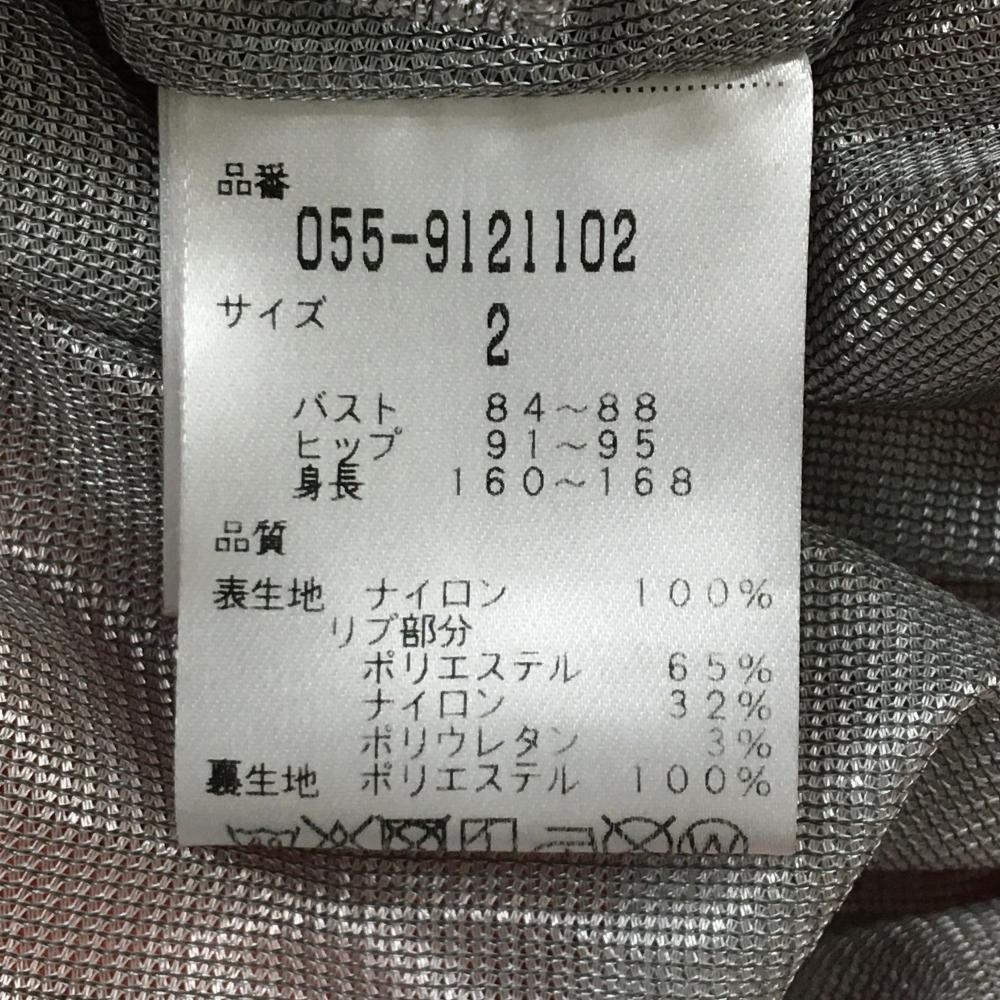 品番
055-9121102
サイズ 2
バスト 84～88
ヒップ 91～95
身長 160～168
品質
表生地 ナイロン 100%
リブ部分
ポリエステル 65%
ナイロン 32%
ポリウレタン 3%
裏生地 ポリエステル 100%